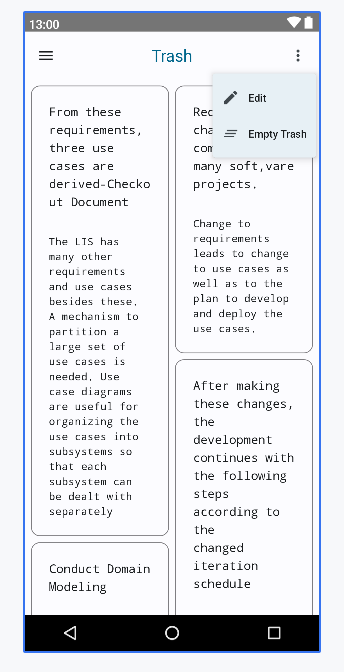 13:00
Trash
Edit
Empty Trash
From these
requirements,
three use
cases are
derived-Checko
ut Document
The LIS has
many other
requirements
and use cases
besides these.
A mechanism to
partition a
large set of
use cases is
needed. Use
case diagrams
are useful for
organizing the
use cases into
subsystems so
that each
subsystem can
be dealt with
separately
Conduct Domain
Modeling
many soft,vare
projects.
Change to
requirements
leads to change
to use cases as
well as to the
plan to develop
and deploy the
use cases.
After making
these changes,
the
development
continues with
the following
steps
according to
the
changed
iteration
schedule